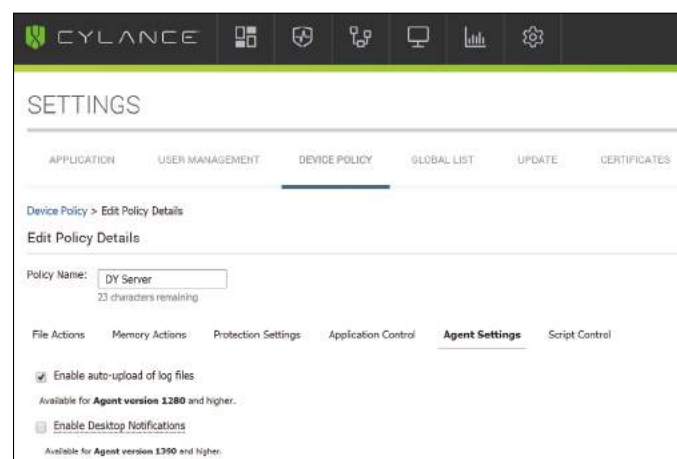 CYLANCE
SETTINGS
APPLICATION USER MANAGEMENT DEVICE POLICY GLOBAL LIST UPDATE CERTIFICATES
Device Policy > Edit Policy Details
Edit Policy Details
Policy Name: DY Server
23 characters remaining
File Actions Memory Actions Protection Settings Application Control Agent Settings Script Control
Enable auto-upload of log files
Available for Agent version 1280 and higher.
Enable Desktop Notifications
Available for Agent version 1390 and higher.